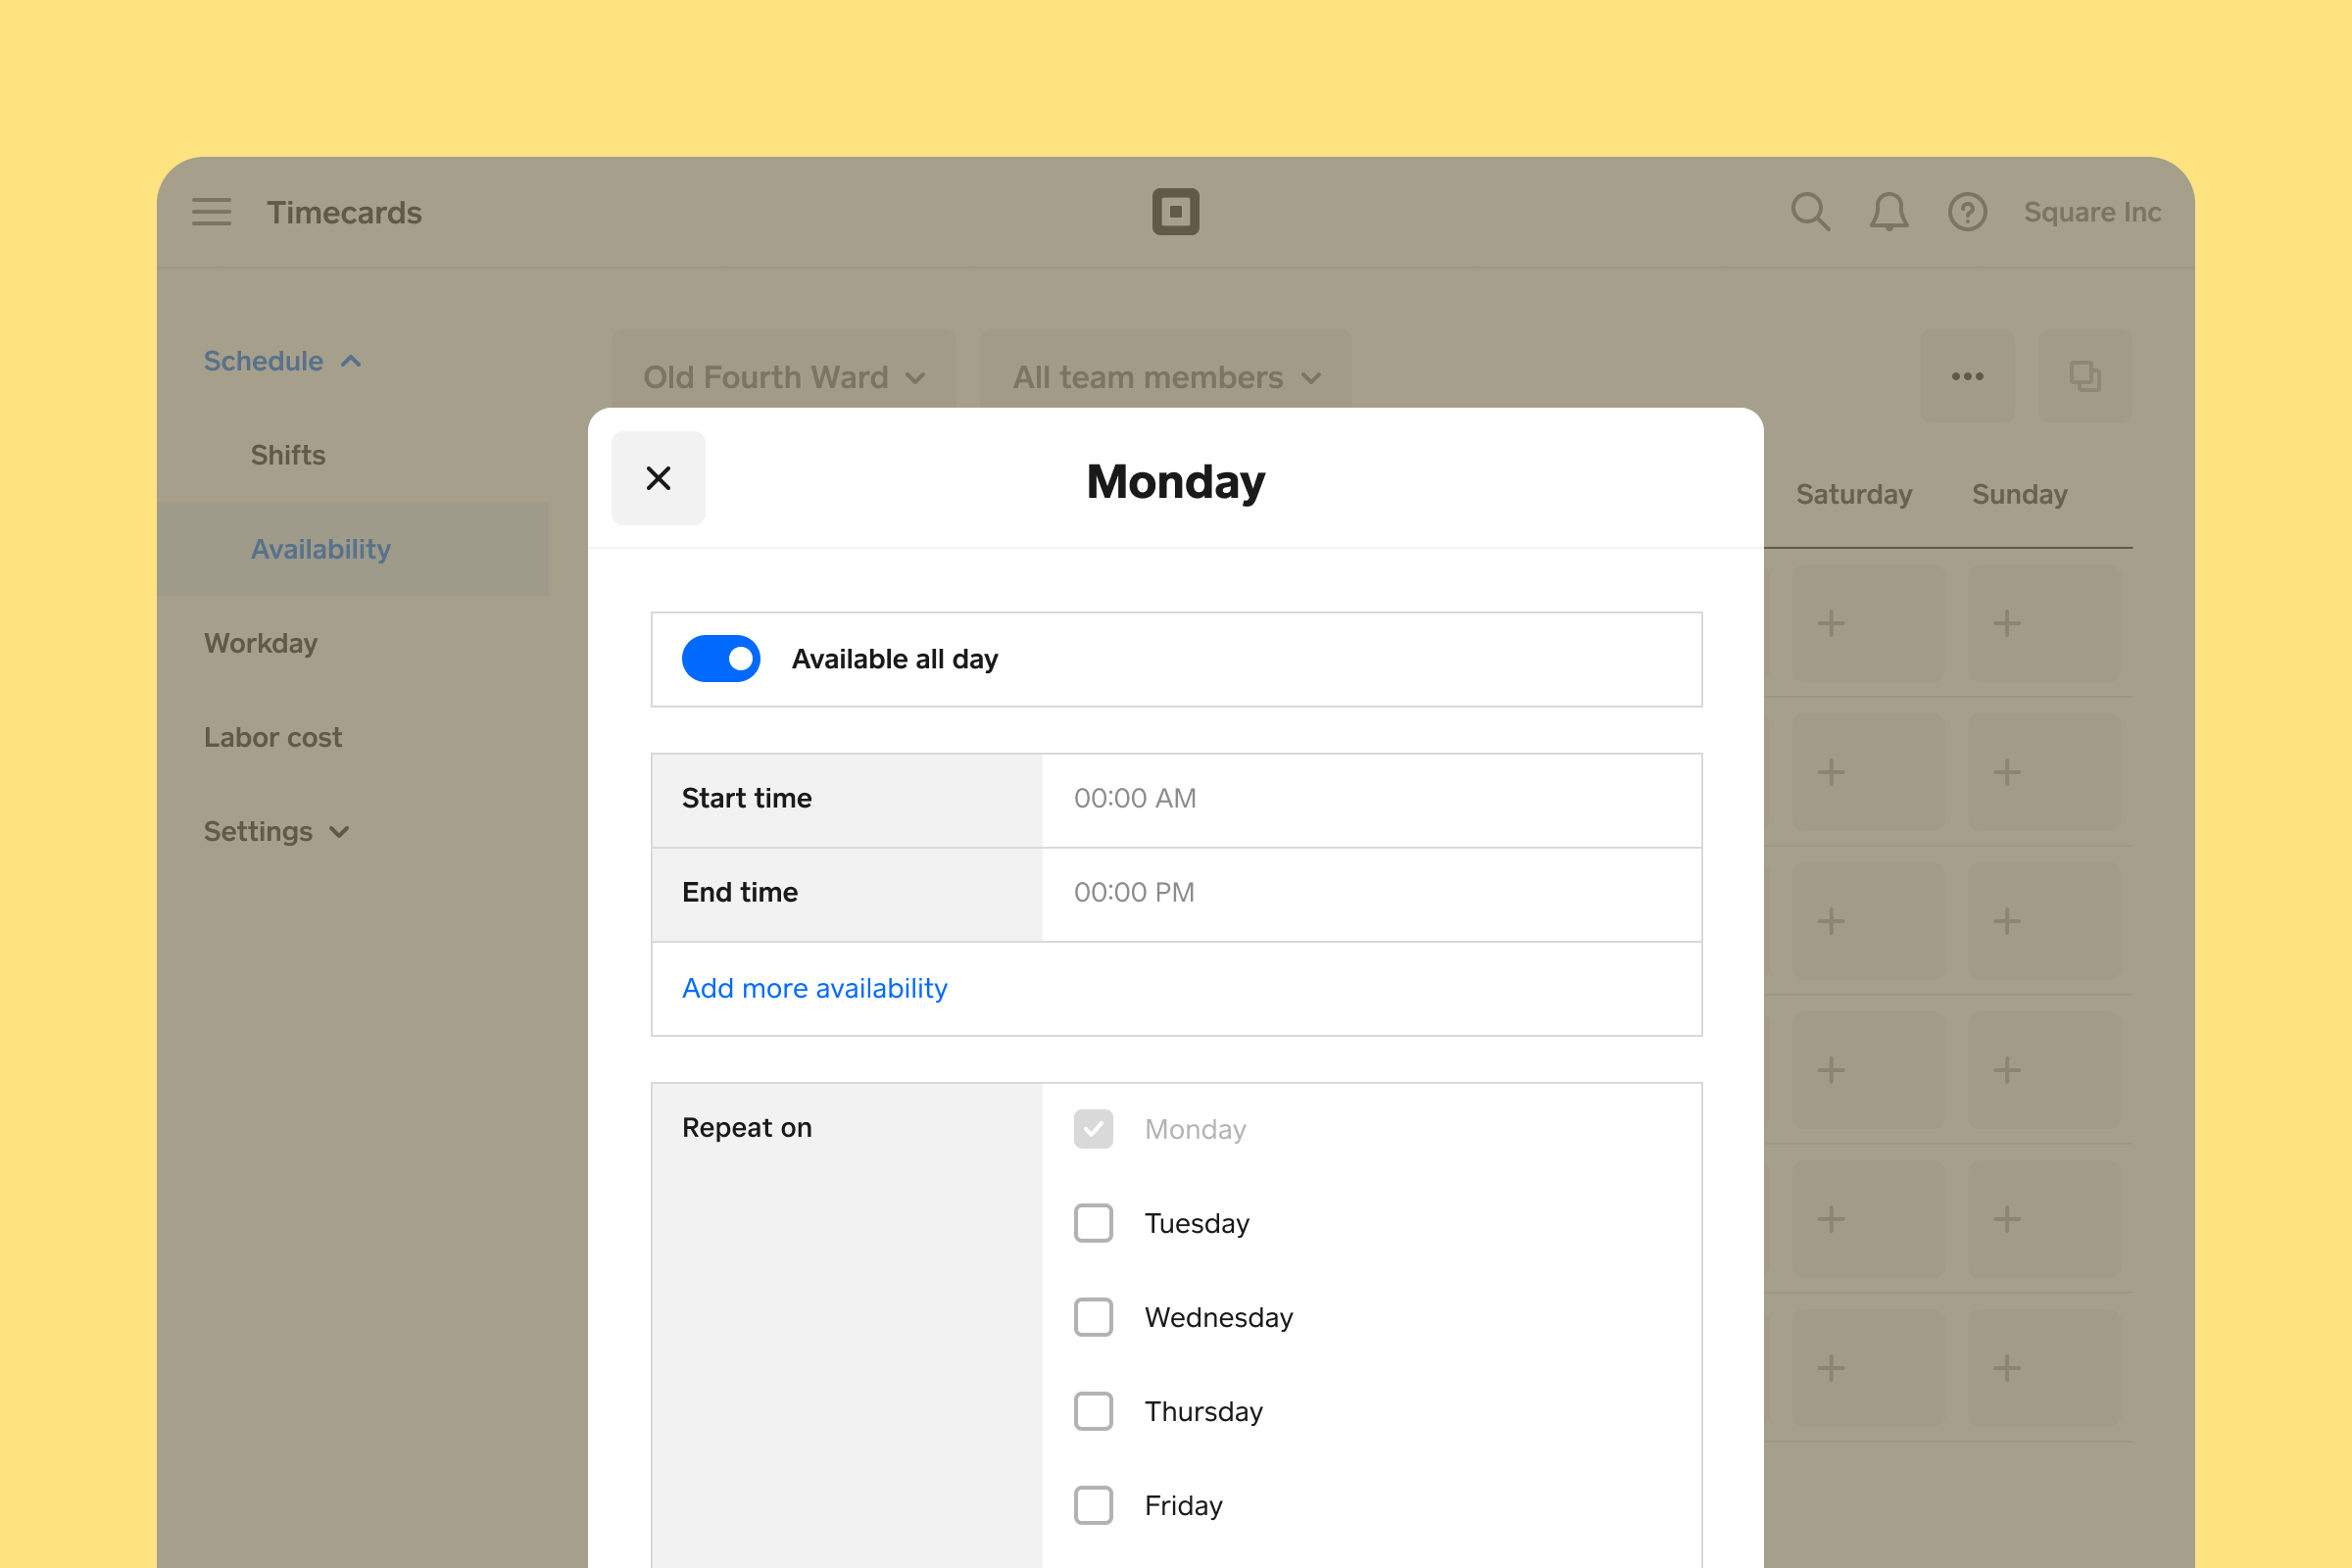 Timecards
Square Inc
Schedule
Old Fourth Ward
All team members
Shifts
Monday
Saturday
Sunday
Availability
Workday
Available all day
Labor cost
Start time
00:00 AM
Settings
End time
00:00 PM
Add more availability
Repeat on
Monday
Tuesday
Wednesday
Thursday
Friday